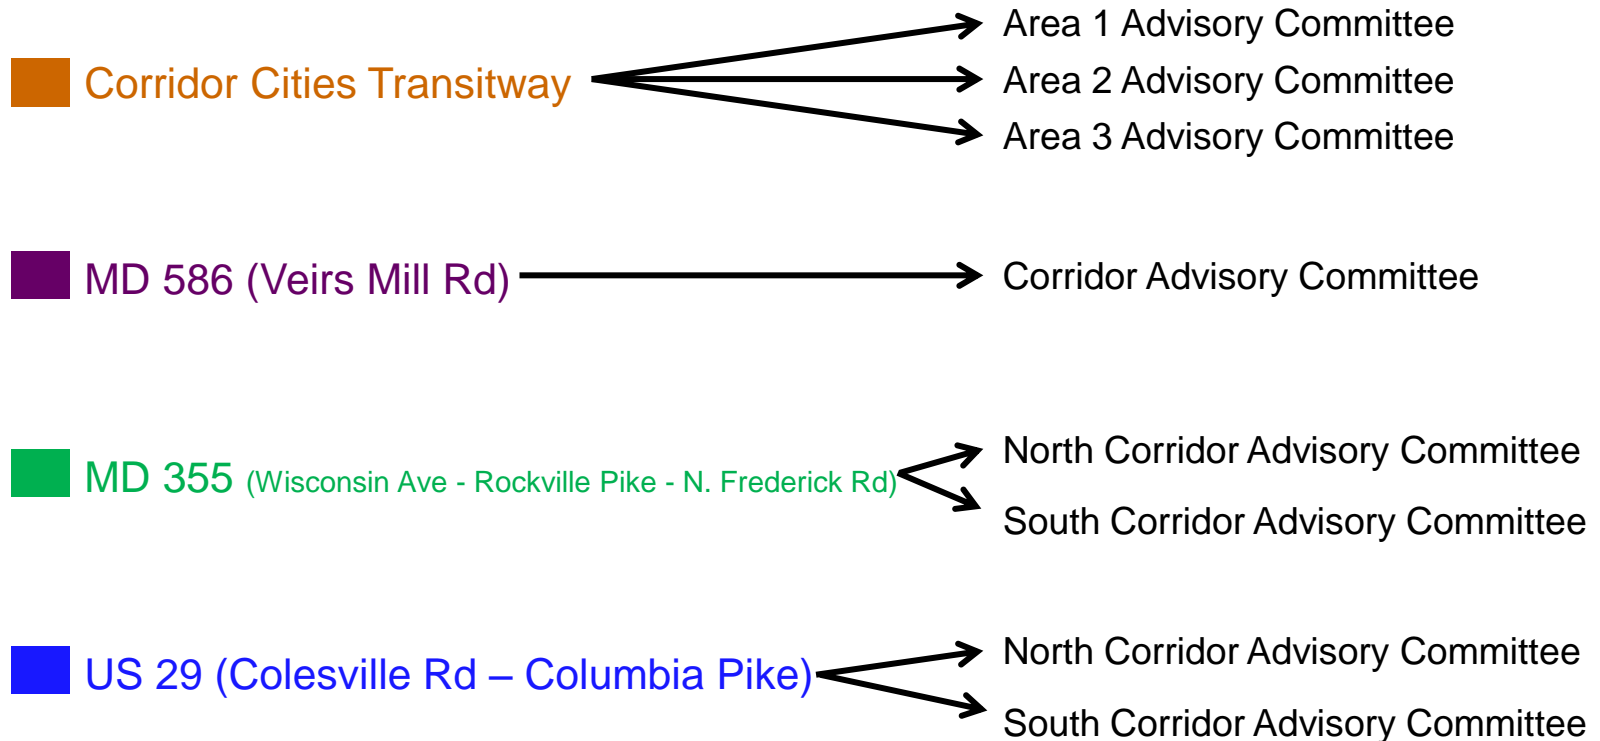 Corridor Cities Transitway
Area 1 Advisory Committee
Area 2 Advisory Committee
Area 3 Advisory Committee
MD 586 (Veirs Mill Rd)
Corridor Advisory Committee
MD 355 (Wisconsin Ave - Rockville Pike - N. Frederick Rd)
North Corridor Advisory Committee
South Corridor Advisory Committee
US 29 (Colesville Rd – Columbia Pike)
North Corridor Advisory Committee
South Corridor Advisory Committee